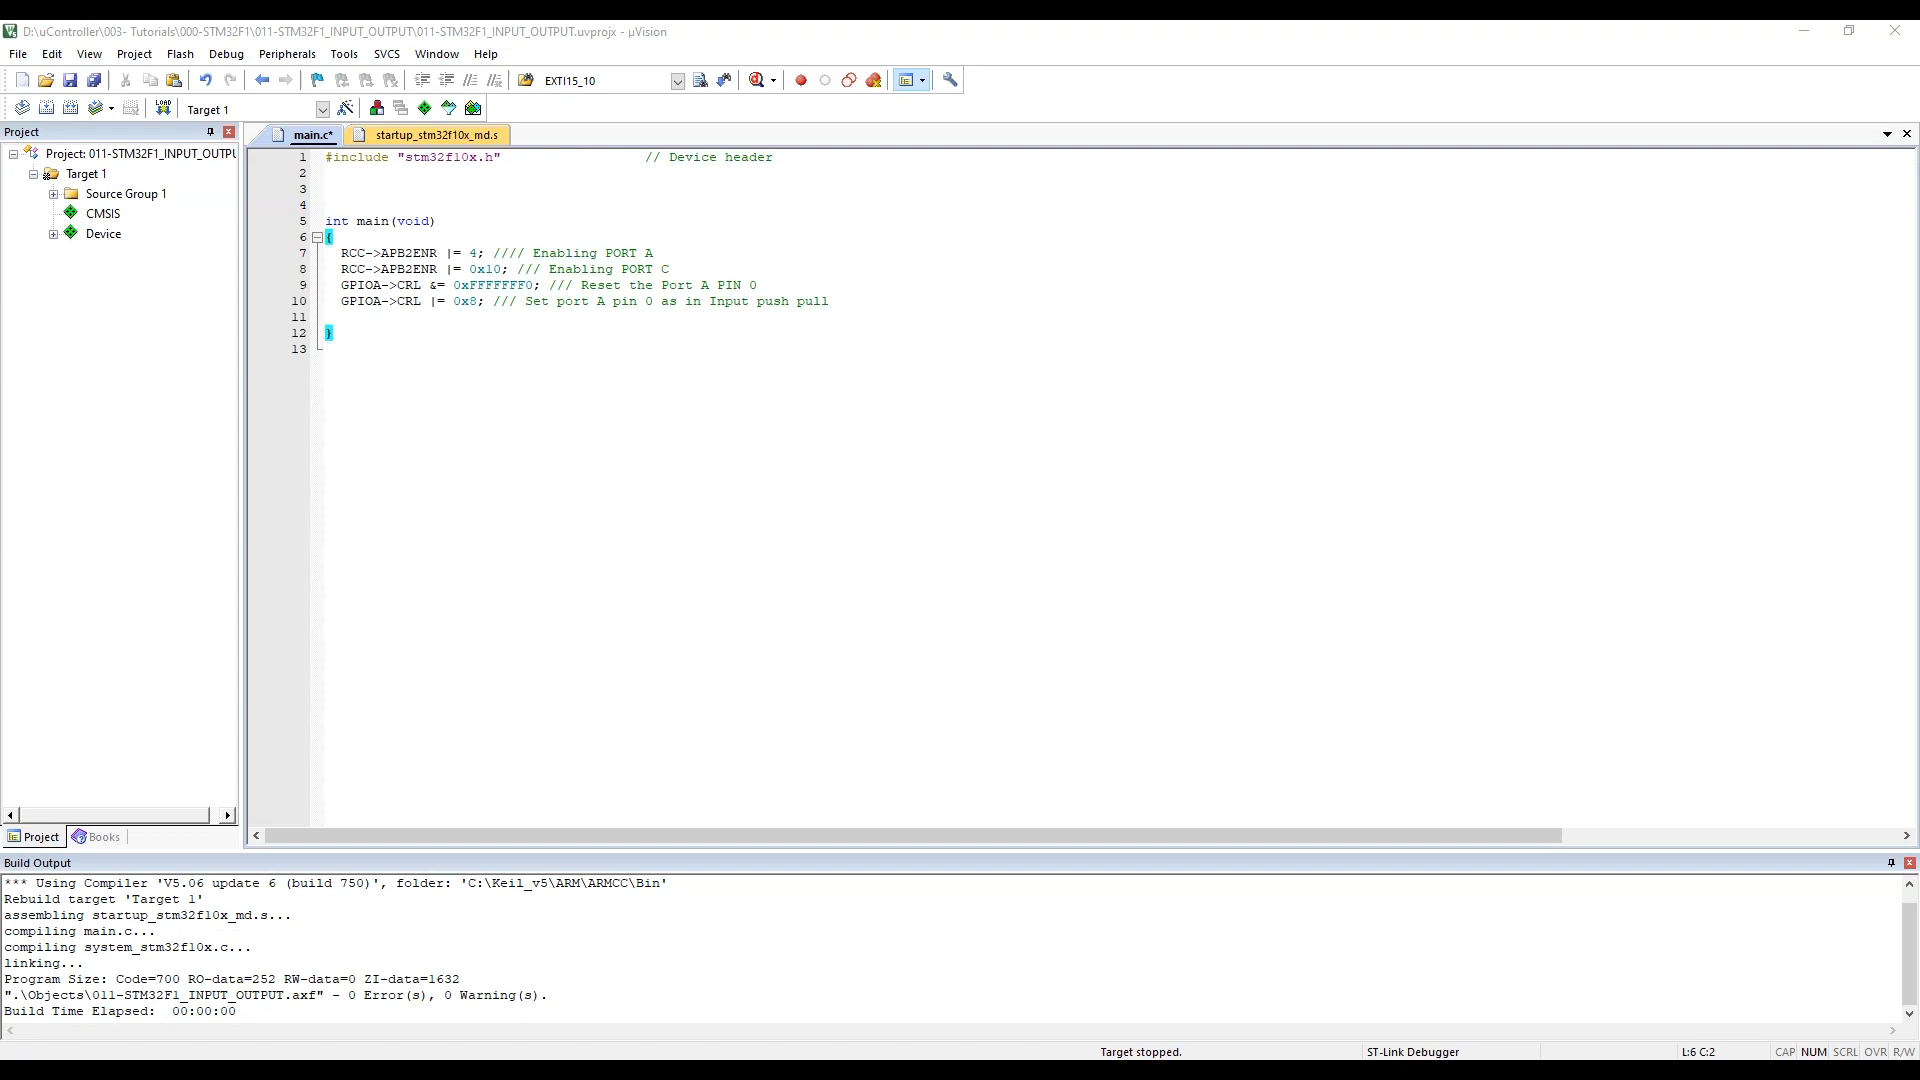 D:\uController\003- Tutorials\000-STM32F1\011-STM32F1_INPUT_OUTPUT\011-STM32F1_INPUT_OUTPUT.uvprojx - µVision
File Edit View Project Flash Debug Peripherals Tools SVCS Window Help
EXTI15_10
LOAD Target 1
Project
main.c* startup_stm32f10x_md.s
Project: 011-STM32F1_INPUT_OUTPU
Target 1
Source Group 1
CMSIS
Device
1 #include "stm32f10x.h" // Device header
2
3
4
5 int main(void)
6 {
7 RCC->APB2ENR |= 4; //// Enabling PORT A
8 RCC->APB2ENR |= 0x10; /// Enabling PORT C
9 GPIOA->CRL &= 0xFFFFFFF0; /// Reset the Port A PIN 0
10 GPIOA->CRL |= 0x8; /// Set port A pin 0 as in Input push pull
11
12 }
13
Project Books
Build Output
*** Using Compiler 'V5.06 update 6 (build 750)', folder: 'C:\Keil_v5\ARM\ARMCC\Bin'
Rebuild target 'Target 1'
assembling startup_stm32f10x_md.s...
compiling main.c...
compiling system_stm32f10x.c...
linking...
Program Size: Code=700 RO-data=252 RW-data=0 ZI-data=1632
".\Objects\011-STM32F1_INPUT_OUTPUT.axf" - 0 Error(s), 0 Warning(s).
Build Time Elapsed: 00:00:00
Target stopped. ST-Link Debugger L:6 C:2 CAP NUM SCRL OVR R/W